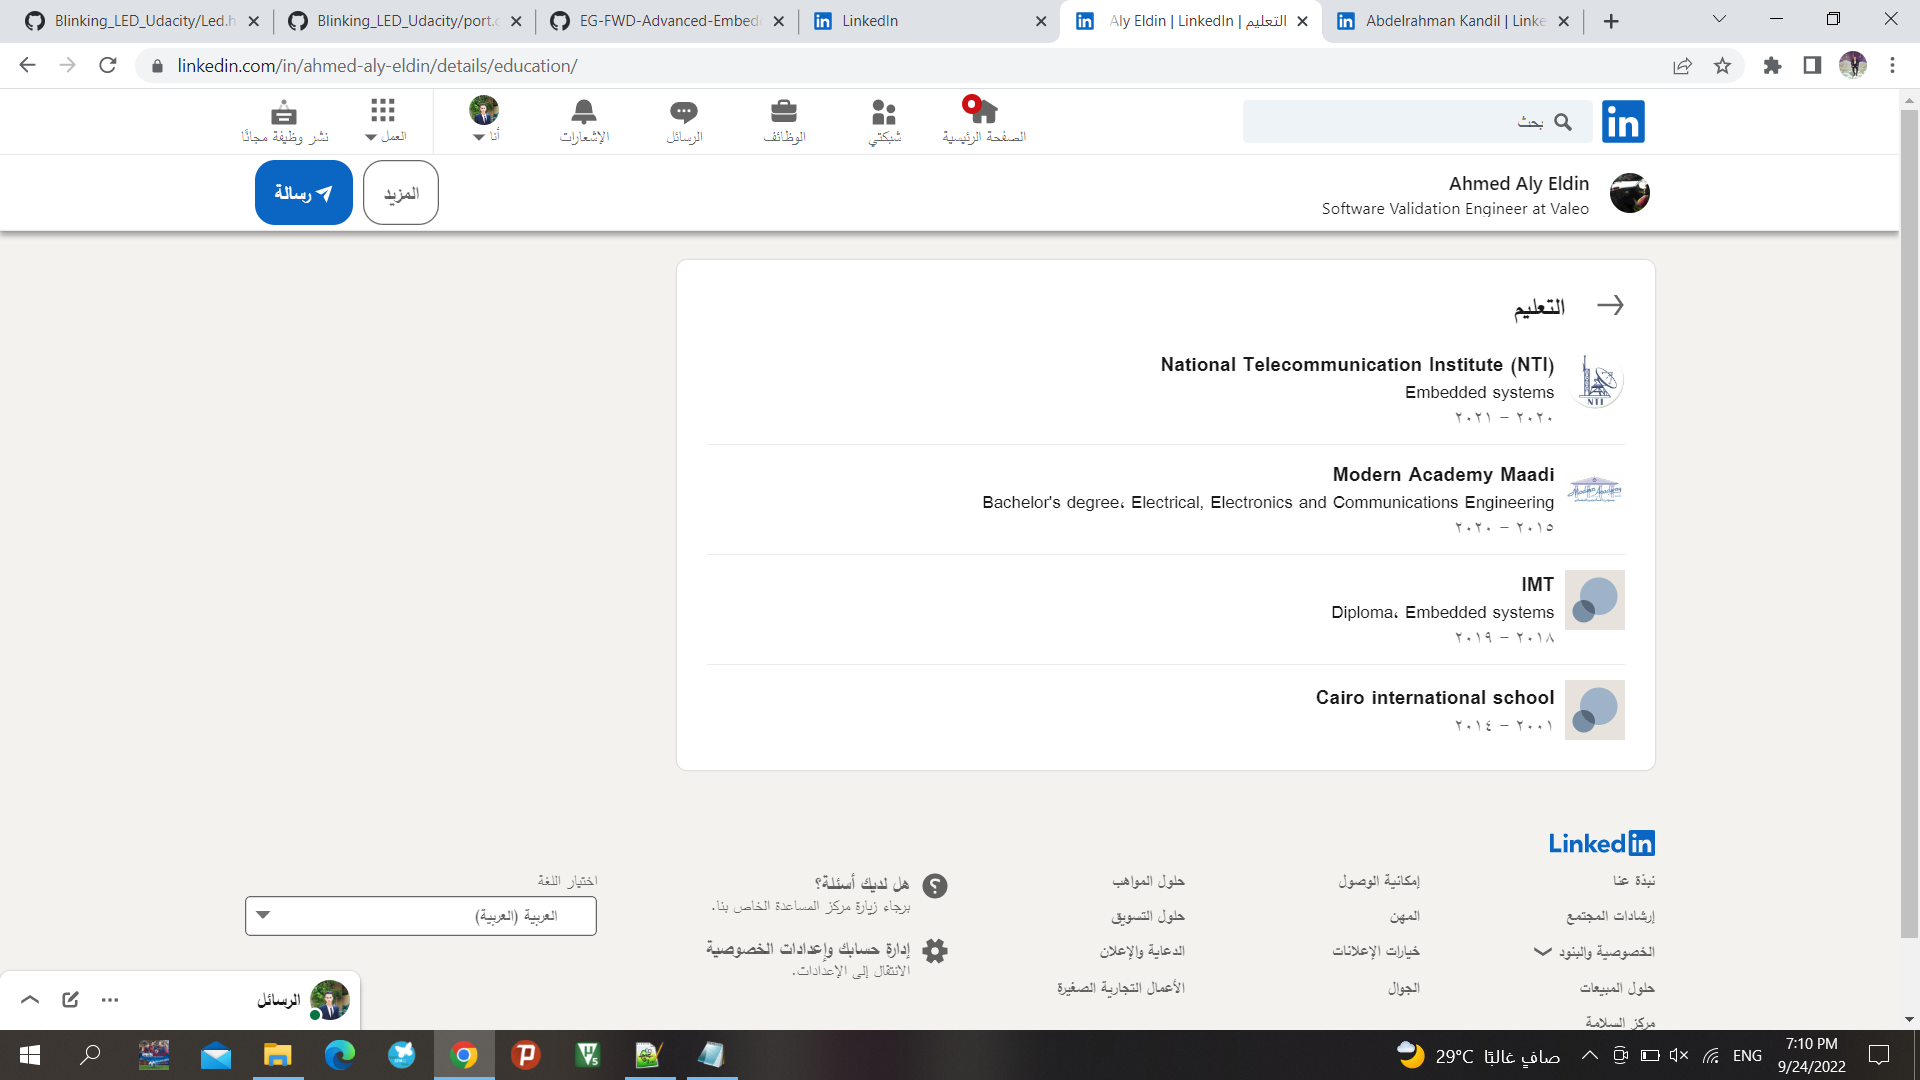 Blinking_LED_Udacity/Led.h
Blinking_LED_Udacity/port.c
EG-FWD-Advanced-Embed
LinkedIn
Aly Eldin | LinkedIn | التعليم
Abdelrahman Kandil | Linke
linkedin.com/in/ahmed-aly-eldin/details/education/
بحث
الصفحة الرئيسية
شبكتي
الوظائف
الرسائل
الإشعارات
أنا
العمل
نشر وظيفة مجانًا
Ahmed Aly Eldin
Software Validation Engineer at Valeo
المزيد
رسالة
التعليم
National Telecommunication Institute (NTI)
Embedded systems
٢٠٢٠ – ٢٠٢١
NTI
Modern Academy Maadi
Bachelor's degree، Electrical, Electronics and Communications Engineering
٢٠١٥ – ٢٠٢٠
IMT
Diploma، Embedded systems
٢٠١٨ – ٢٠١٩
Cairo international school
٢٠٠١ – ٢٠١٤
LinkedIn
نبذة عنا
إمكانية الوصول
حلول المواهب
إرشادات المجتمع
المهن
حلول التسويق
الخصوصية والبنود
خيارات الإعلانات
الدعاية والإعلان
حلول المبيعات
الجوال
الأعمال التجارية الصغيرة
مركز السلامة
هل لديك أسئلة؟
برجاء زيارة مركز المساعدة الخاص بنا.
إدارة حسابك وإعدادات الخصوصية
الانتقال إلى الإعدادات.
اختيار اللغة
العربية (العربية)
الرسائل
29°C صافٍ غالبًا
ENG
7:10 PM
9/24/2022